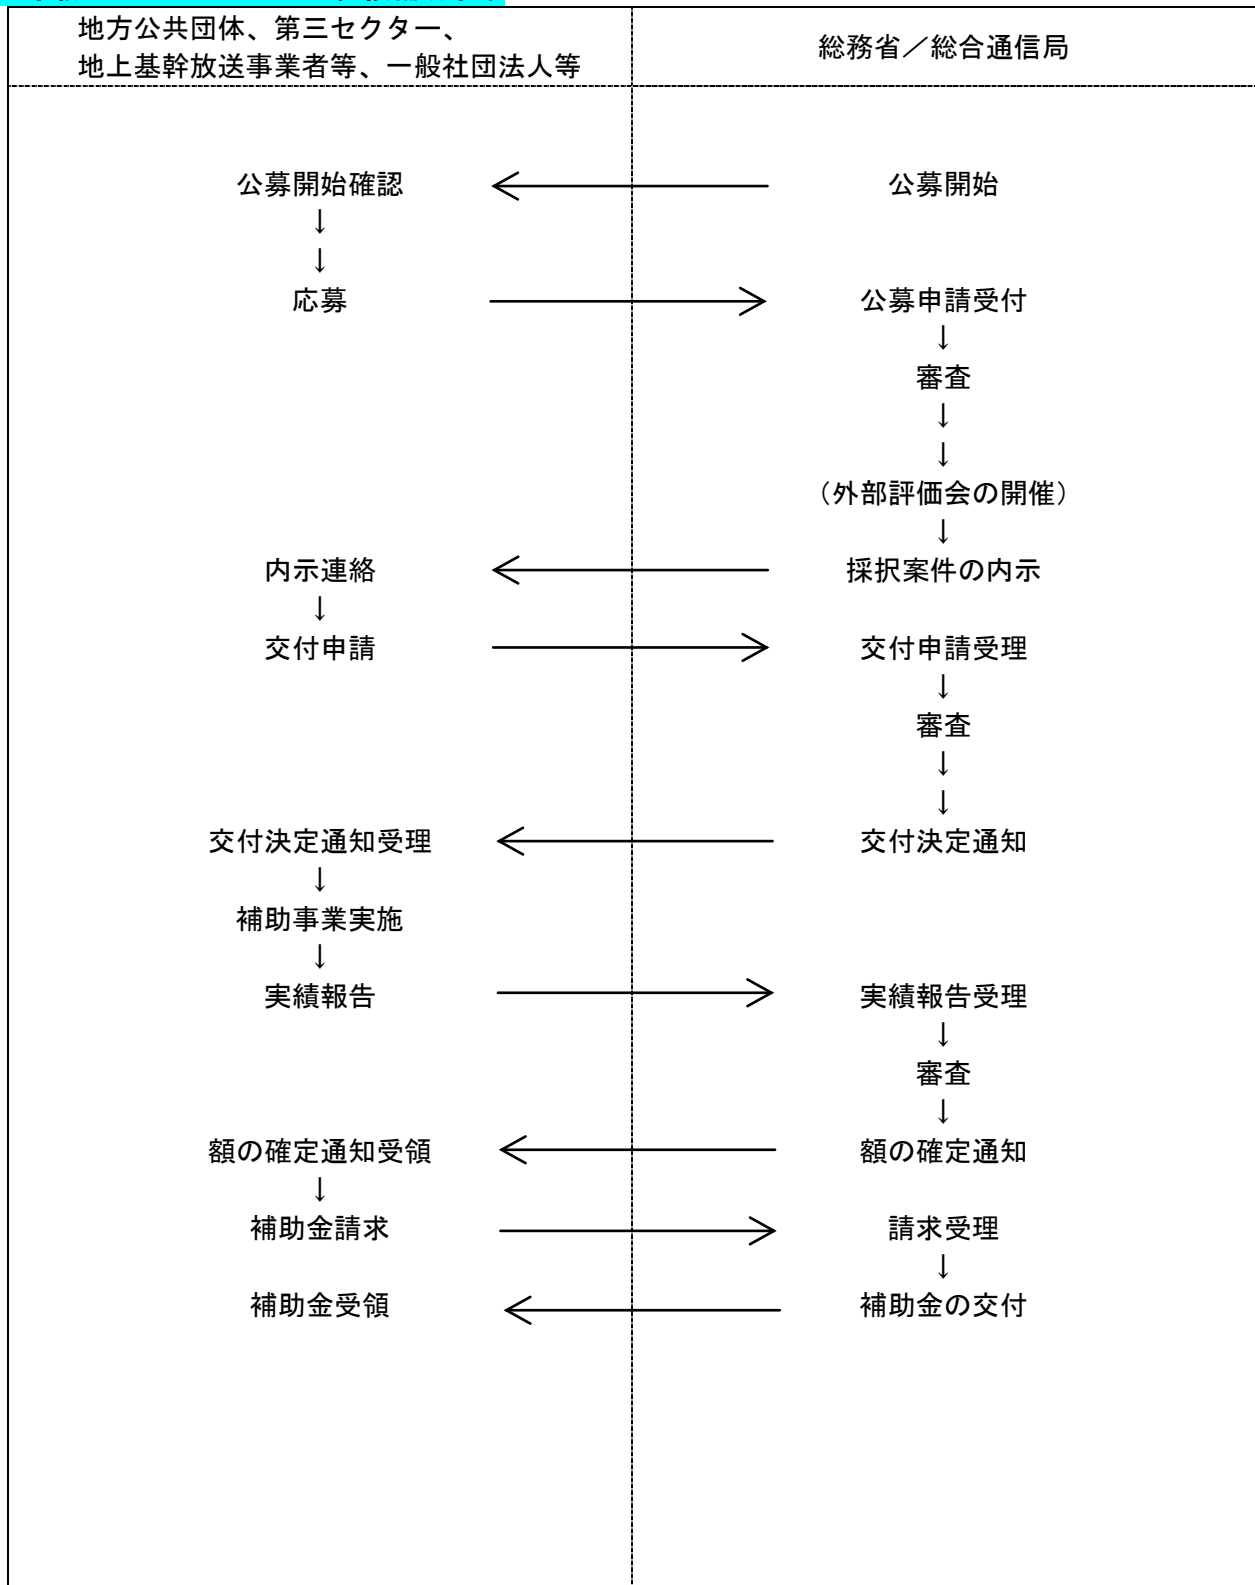 地方公共団体、第三セクター、
地上基幹放送事業者等、一般社団法人等
総務省／総合通信局
公募開始確認 ← 公募開始
↓
↓
応募 → 公募申請受付
↓
審査
↓
↓
（外部評価会の開催）
↓
内示連絡 ← 採択案件の内示
↓
交付申請 → 交付申請受理
↓
審査
↓
↓
交付決定通知受理 ← 交付決定通知
↓
補助事業実施
↓
実績報告 → 実績報告受理
↓
審査
↓
額の確定通知受領 ← 額の確定通知
↓
補助金請求 → 請求受理
↓
補助金受領 ← 補助金の交付